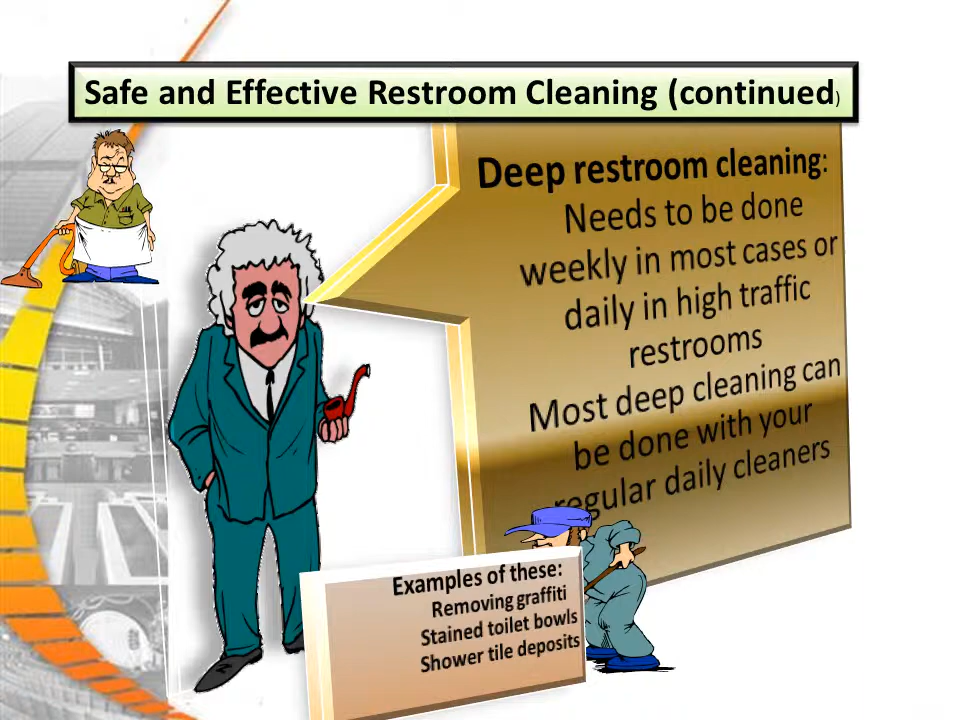 Safe and Effective Restroom Cleaning (continued)
Deep restroom cleaning:
Needs to be done
weekly in most cases or
daily in high traffic
restrooms
Most deep cleaning can
be done with your
regular daily cleaners
Examples of these:
Removing graffiti
Stained toilet bowls
Shower tile deposits